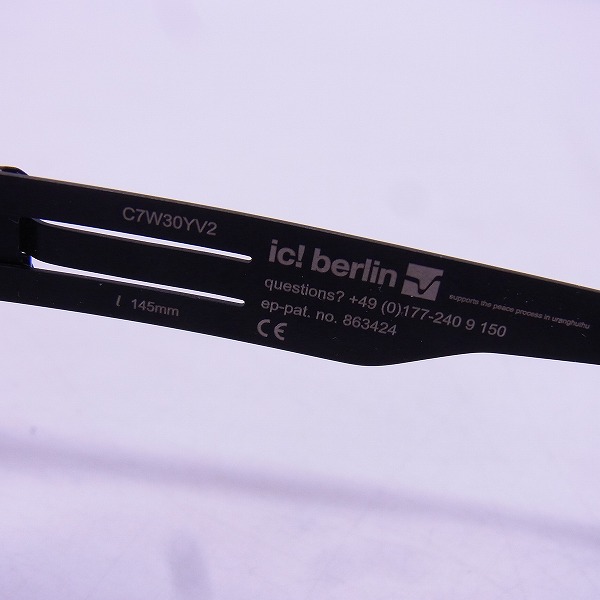 C7W30YV2
l 145mm
ic! berlin
supports the peace process in uranghuthu
questions? +49 (0)177-240 9 150
ep-pat. no. 863424
CE